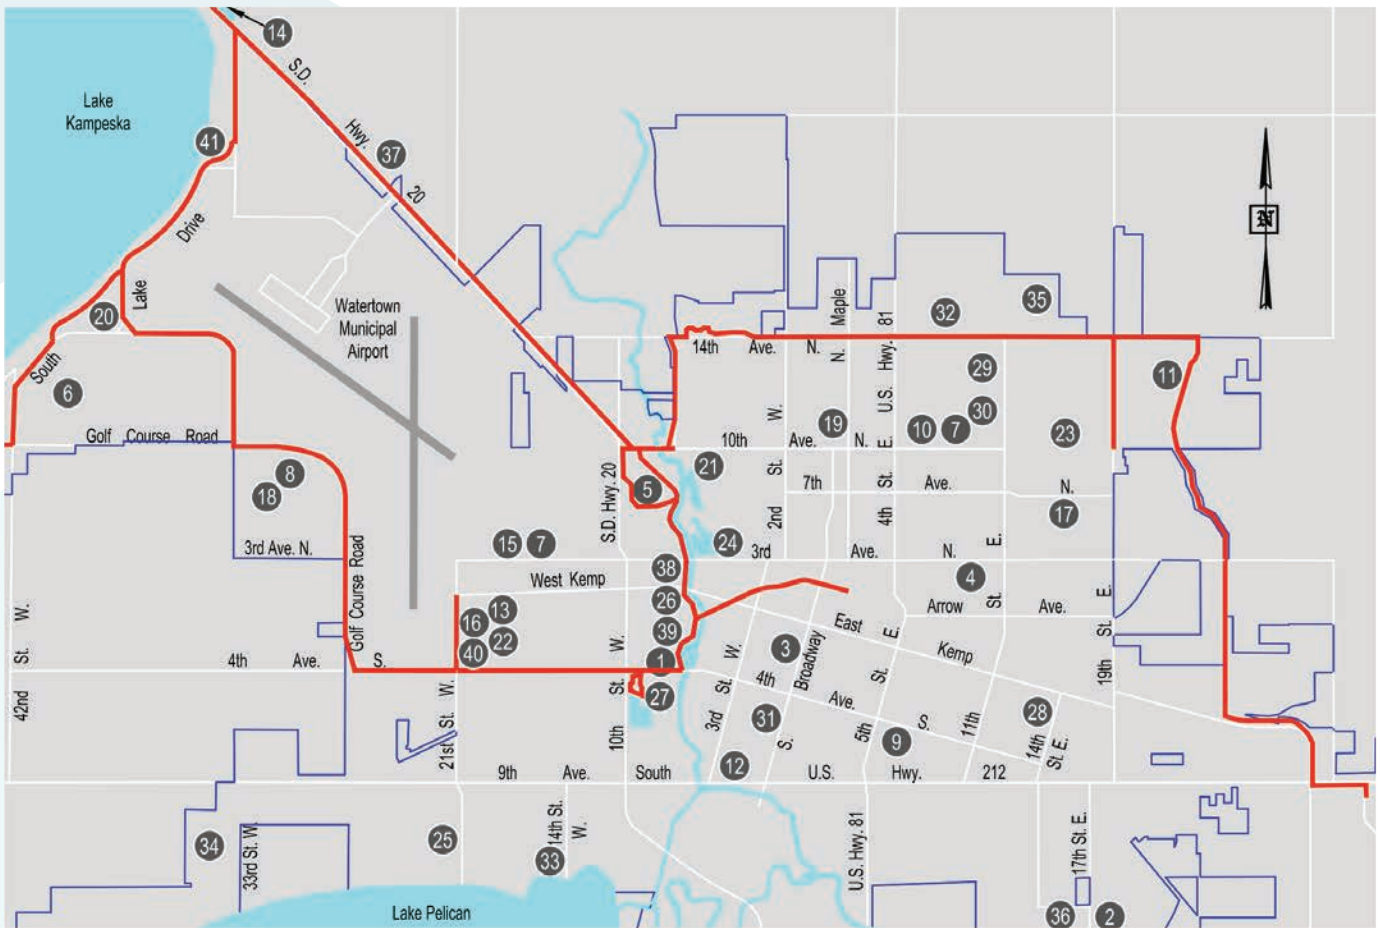 14
S.D.
Hwy.
20
37
Lake
Kampeska
41
Drive
Lake
20
South
6
Watertown
Municipal
Airport
Golf Course Road
8
18
3rd Ave. N.
Golf Course Road
42nd St. W.
4th Ave. S.
15
7
West Kemp
13
16
22
40
S.D. Hwy. 20
5
38
26
39
1
27
10th St. W.
21st St. W.
9th Ave. South
U.S. Hwy. 212
14th Ave. N.
N. Maple
U.S. Hwy. 81
32
35
N
29
30
10
7
19
23
11
10th Ave. N.
21
2nd St. W.
7th Ave. N.
4th St. E.
17
24
3rd Ave. N.
4
Arrow Ave.
East Kemp
3
Broadway
S.
3rd St. W.
4th Ave. S.
31
12
5th St. E.
9
11th St. E.
28
14th
St. E.
19th St. E.
34
33rd St. W.
25
14th St.
W.
33
Lake Pelican
U.S. Hwy. 81
17th St. E.
36
2